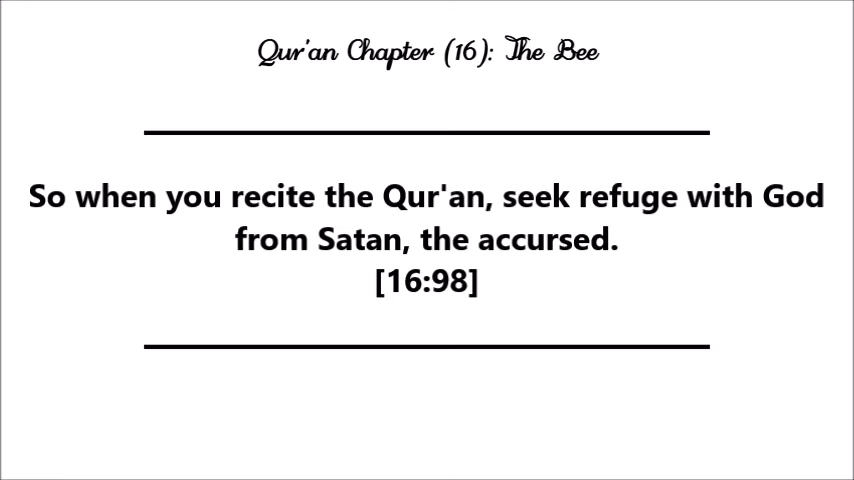 Qur'an Chapter (16): The Bee
So when you recite the Qur'an, seek refuge with God
from Satan, the accursed.
[16:98]